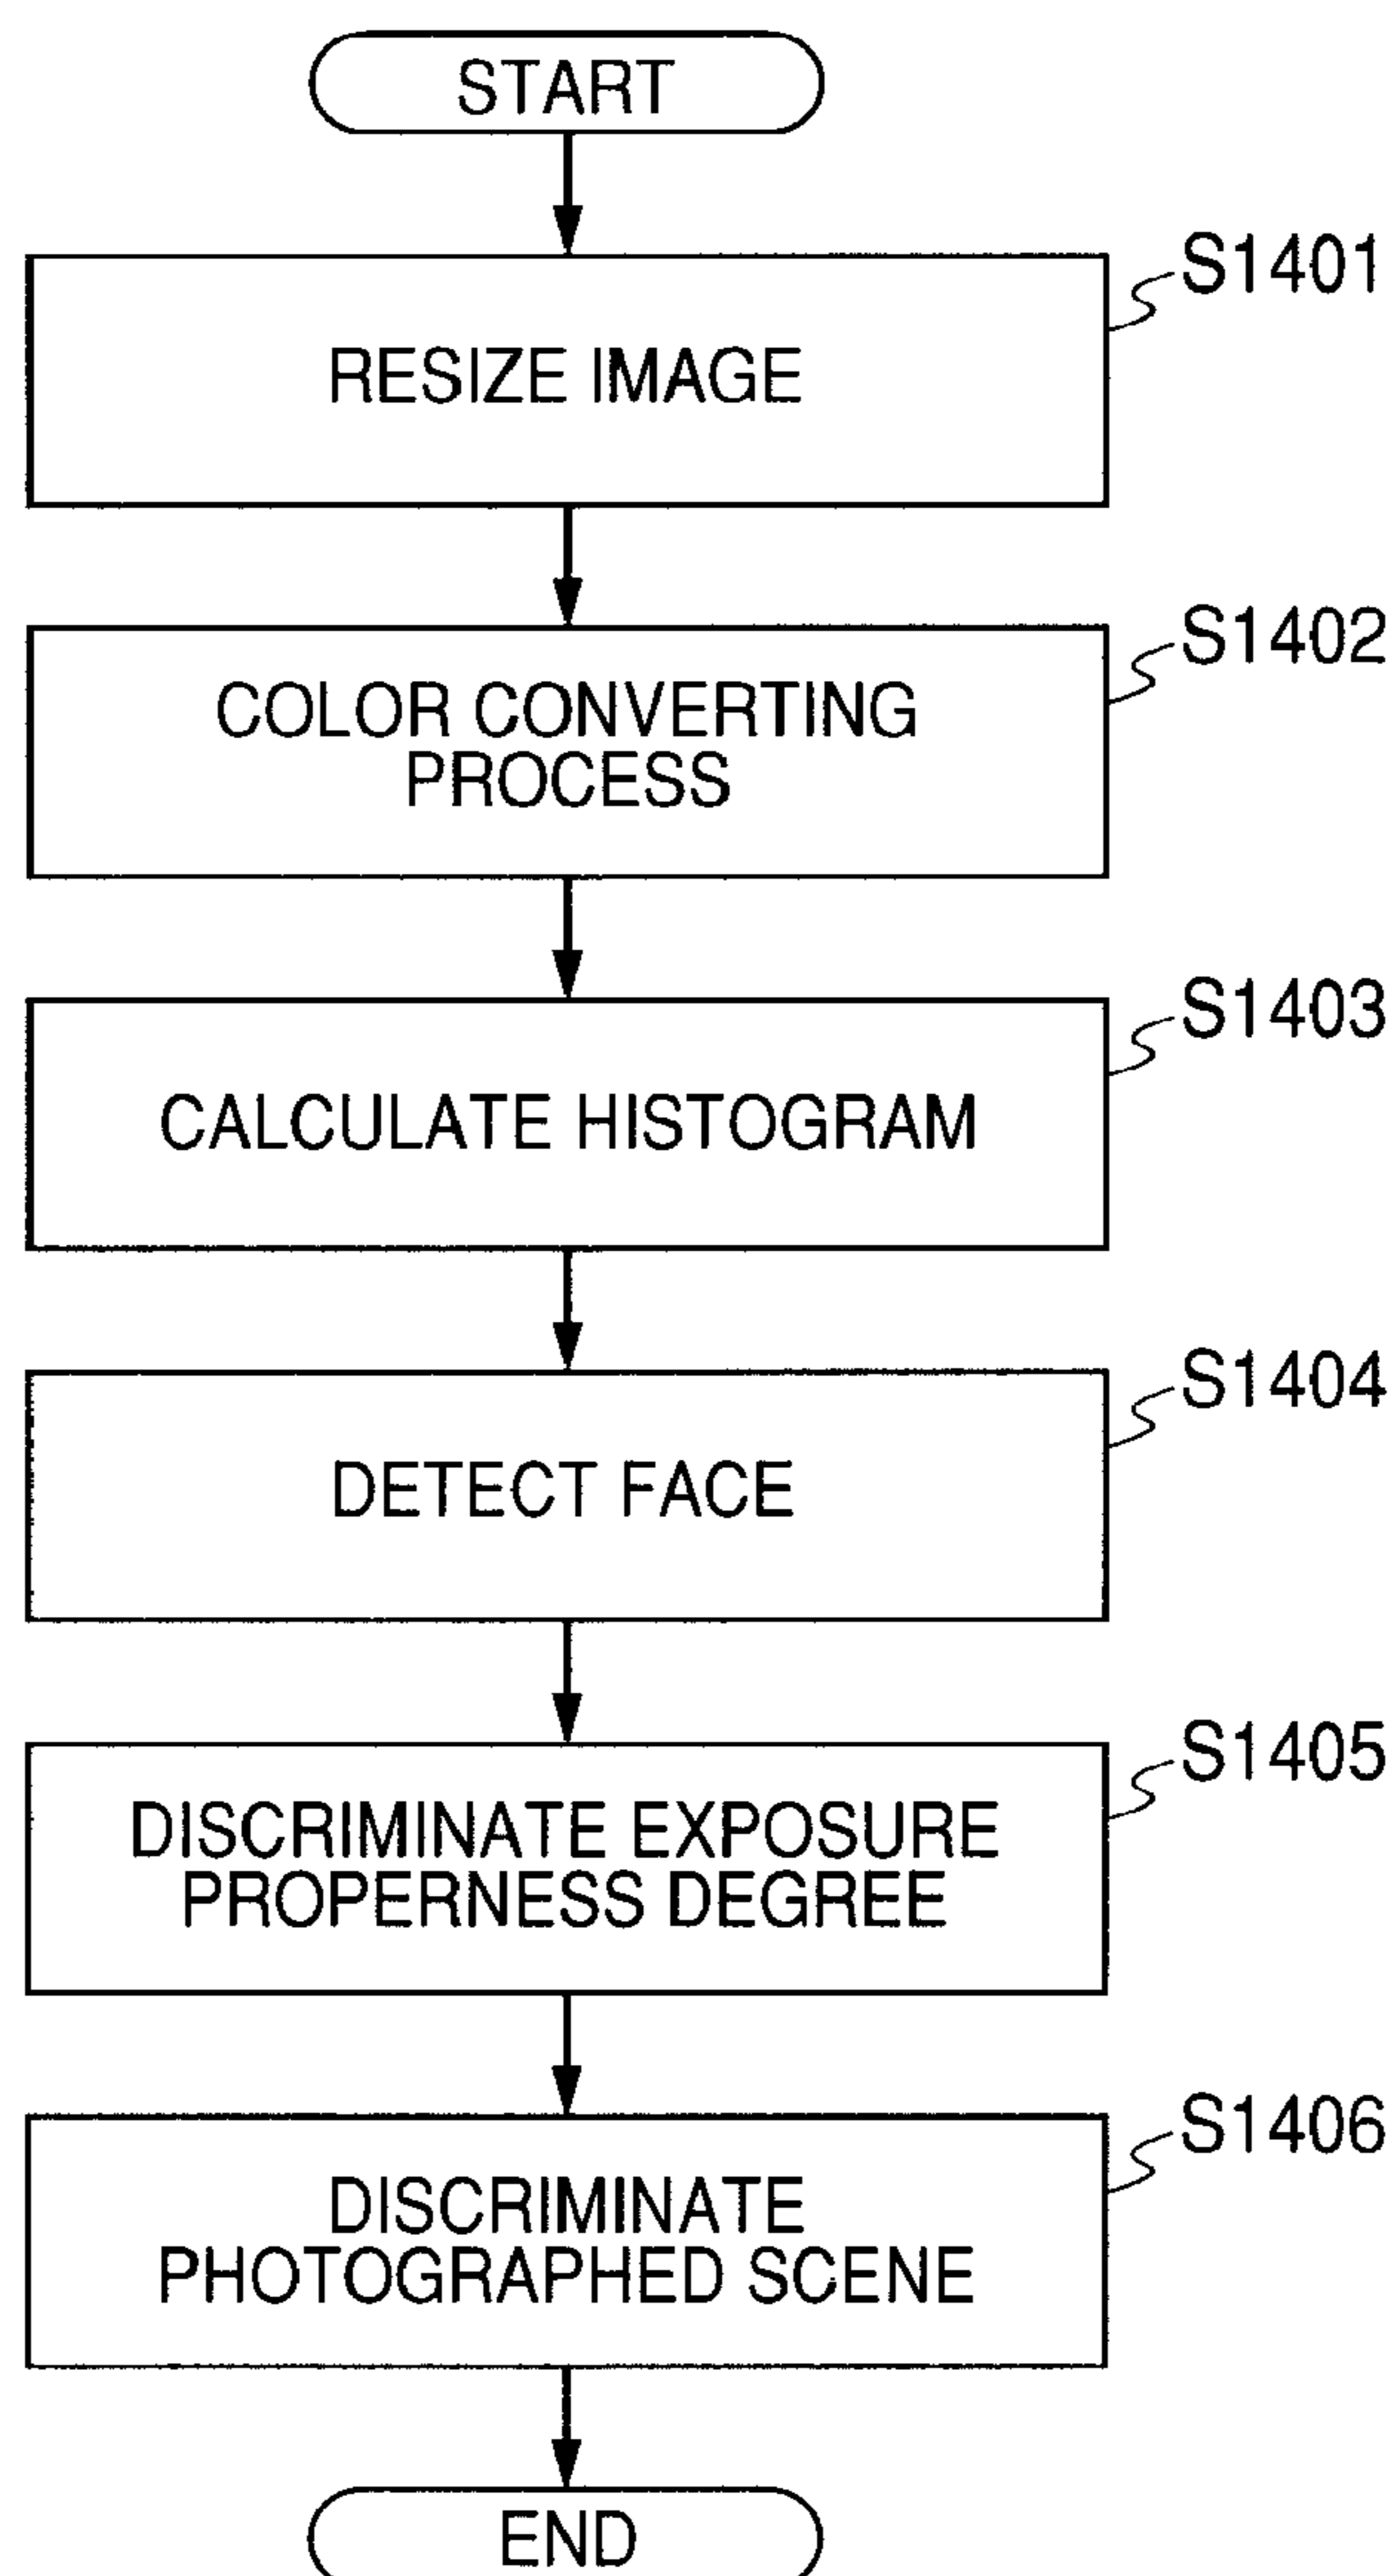 START
S1401
RESIZE IMAGE
S1402
COLOR CONVERTING
PROCESS
S1403
CALCULATE HISTOGRAM
S1404
DETECT FACE
S1405
DISCRIMINATE EXPOSURE
PROPERNESS DEGREE
S1406
DISCRIMINATE
PHOTOGRAPHED SCENE
END